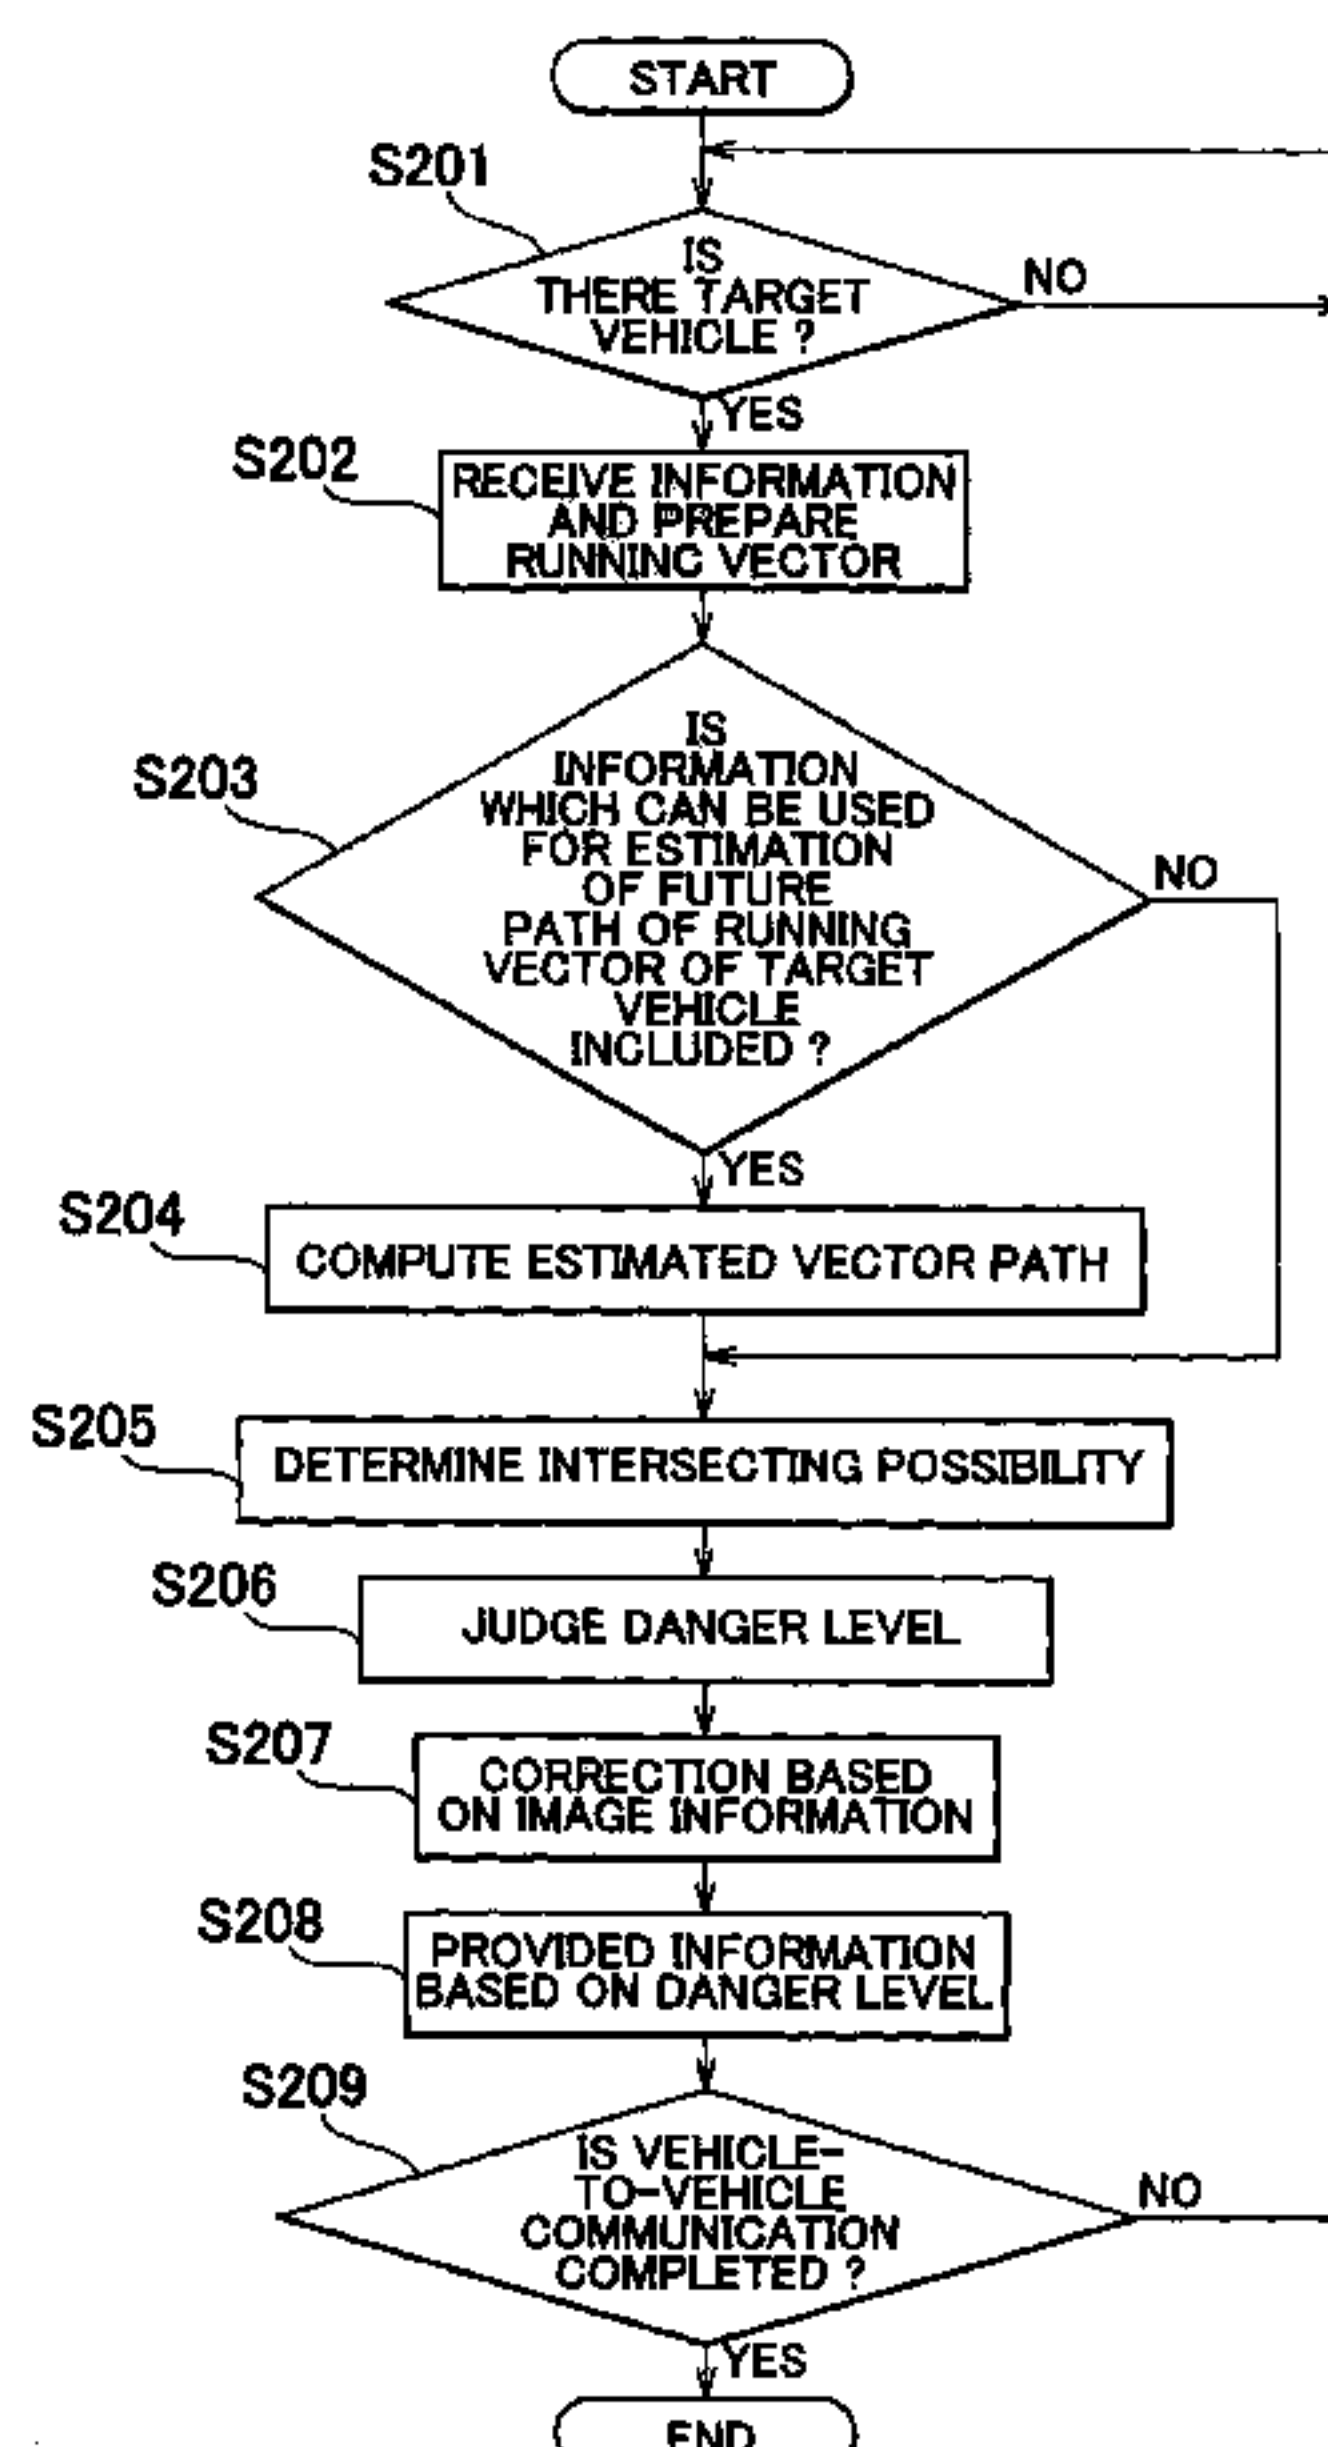 START
S201
IS
THERE TARGET
VEHICLE ?
NO
YES
S202
RECEIVE INFORMATION
AND PREPARE
RUNNING VECTOR
S203
IS
INFORMATION
WHICH CAN BE USED
FOR ESTIMATION
OF FUTURE
PATH OF RUNNING
VECTOR OF TARGET
VEHICLE
INCLUDED ?
NO
YES
S204
COMPUTE ESTIMATED VECTOR PATH
S205
DETERMINE INTERSECTING POSSIBILITY
S206
JUDGE DANGER LEVEL
S207
CORRECTION BASED
ON IMAGE INFORMATION
S208
PROVIDED INFORMATION
BASED ON DANGER LEVEL
S209
IS VEHICLE-
TO-VEHICLE
COMMUNICATION
COMPLETED ?
NO
YES
END